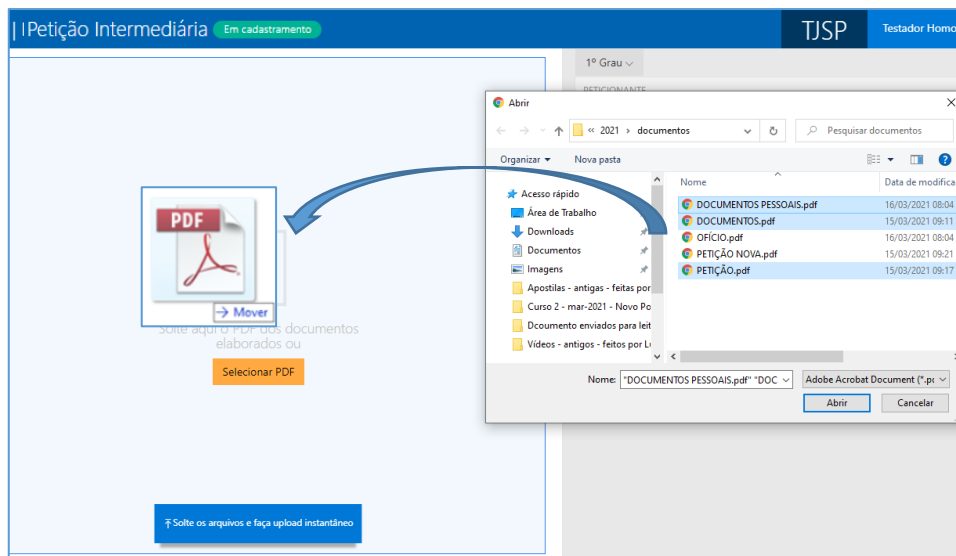 | | Petição Intermediária Em cadastramento TJSP Testador Homo
1º Grau
PETICIONANTE
Abrir
« 2021 › documentos Pesquisar documentos
Organizar Nova pasta
Acesso rápido
Área de Trabalho
Downloads
Documentos
Imagens
Apostilas - antigas - feitas por
Curso 2 - mar-2021 - Novo Po
Dcoumento enviados para leit
Vídeos - antigos - feitos por L
Nome Data de modifica
DOCUMENTOS PESSOAIS.pdf 16/03/2021 08:04
DOCUMENTOS.pdf 15/03/2021 09:11
OFÍCIO.pdf 16/03/2021 08:04
PETIÇÃO NOVA.pdf 15/03/2021 09:21
PETIÇÃO.pdf 15/03/2021 09:17
Nome: "DOCUMENTOS PESSOAIS.pdf" "DOC Adobe Acrobat Document (*.p
Abrir Cancelar
PDF
→ Mover
Solte aqui o PDF dos documentos
elaborados ou
Selecionar PDF
Solte os arquivos e faça upload instantâneo